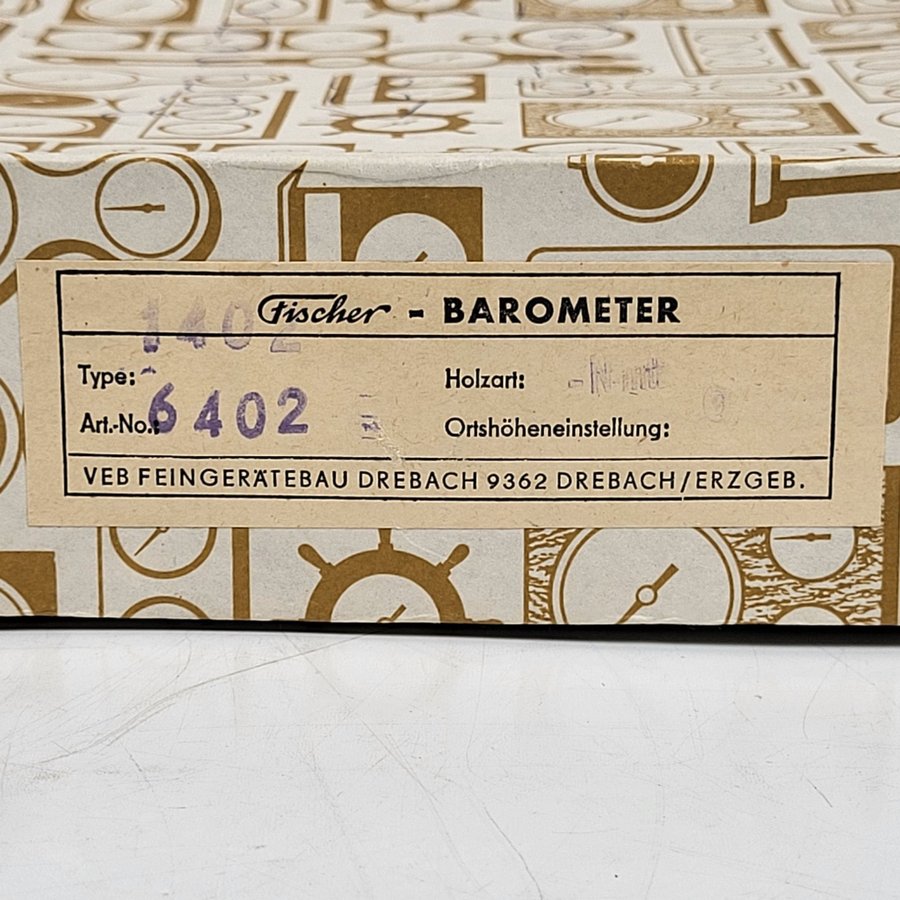 Fischer - BAROMETER
1402
Type:
Holzart:
Art.-No.: 6402
Ortshöheneinstellung:
VEB FEINGERÄTEBAU DREBACH 9362 DREBACH/ERZGEB.